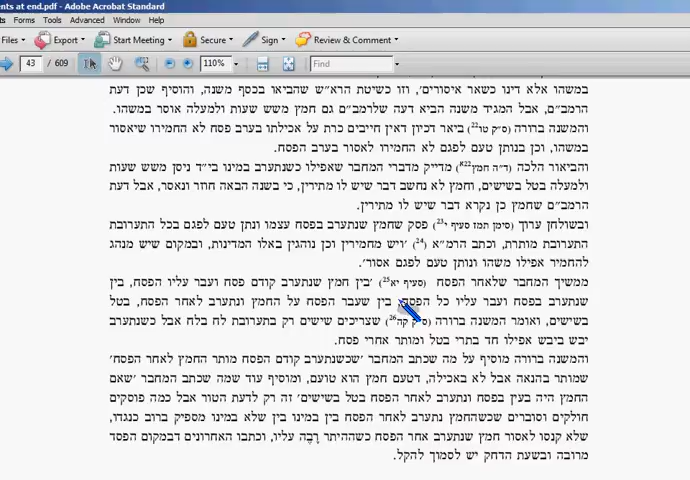 nts at end.pdf - Adobe Acrobat Standard
Forms Tools Advanced Window Help
Files Export Start Meeting Secure Sign Review & Comment
43 / 609 110% Find
במשהו אלא דינו כשאר איסורים', וזו כשיטת הרא"ש שהביאו בכסף משנה, והוסיף שכן דעת
הרמב"ם, אבל המגיד משנה הביא דעה שלרמב"ם גם חמץ משש שעות ולמעלה אוסר במשהו.
והמשנה ברורה (ס"ק טו22) ביאר דכיון דאין חייבים כרת על אכילתו בערב פסח לא החמירו שיאסור
במשהו, וכן בנותן טעם לפגם לא החמירו לאסור בערב הפסח.
והביאור הלכה (ד"ה חמץ22א) מדייק מדברי המחבר שאפילו כשנתערב במינו בי"ד ניסן משש שעות
ולמעלה בטל בשישים, וחמץ לא נחשב דבר שיש לו מתירין, כי בשנה הבאה חוזר ונאסר, אבל דעת
הרמב"ם שחמץ כן נקרא דבר שיש לו מתירין.
ובשולחן ערוך (סימן תמז סעיף י23) פסק שחמץ שנתערב בפסח עצמו ונתן טעם לפגם בכל התערובת
התערובת מותרת, וכתב הרמ"א (24) 'ויש מחמירין וכן נוהגין באלו המדינות, ובמקום שיש מנהג
להחמיר אפילו משהו ונותן טעם לפגם אסור'.
ממשיך המחבר שלאחר הפסח (סעיף יא25) 'בין חמץ שנתערב קודם פסח ועבר עליו הפסח, בין
שנתערב בפסח ועבר עליו כל הפסח, בין שעבר הפסח על החמץ ונתערב לאחר הפסח, בטל
בשישים, ואומר המשנה ברורה (ס"ק קה26) שצריכים שישים רק בתערובת לח בלח אבל כשנתערב
יבש ביבש אפילו חד בתרי בטל ומותר אחרי פסח.
והמשנה ברורה מוסיף על מה שכתב המחבר 'שכשנתערב קודם הפסח מותר החמץ לאחר הפסח'
שמותר בהנאה אבל לא באכילה, דטעם חמץ הוא טועם, ומוסיף עוד שמה שכתב המחבר 'שאם
החמץ היה בעין בפסח ונתערב לאחר הפסח בטל בשישים' זה רק לדעת הטור אבל כמה פוסקים
חולקים וסוברים שכשהחמץ נתערב לאחר הפסח בין במינו בין שלא במינו מספיק ברוב כנגדו,
שלא קנסו לאסור חמץ שנתערב אחר הפסח כשההיתר רָבֶה עליו, וכתבו האחרונים דבמקום הפסד
מרובה ובשעת הדחק יש לסמוך להקל.